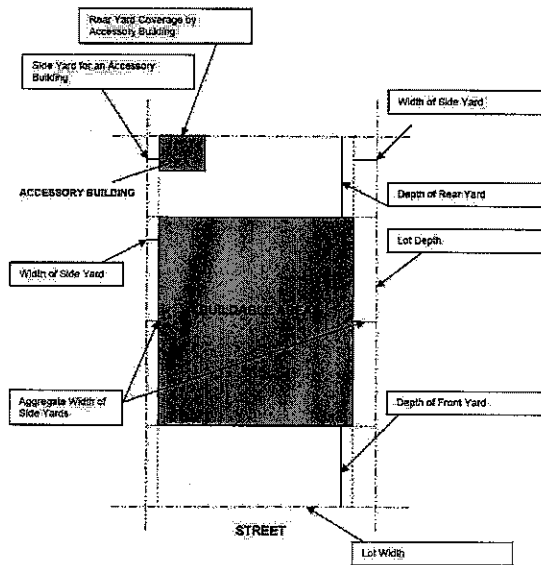 Rear Yard Coverage by
Accessory Building
Side Yard for an Accessory
Building
Width of Side Yard
ACCESSORY BUILDING
Depth of Rear Yard
Lot Depth
Width of Side Yard
BUILDABLE AREA
Aggregate Width of
Side Yards
Depth of Front Yard
STREET
Lot Width